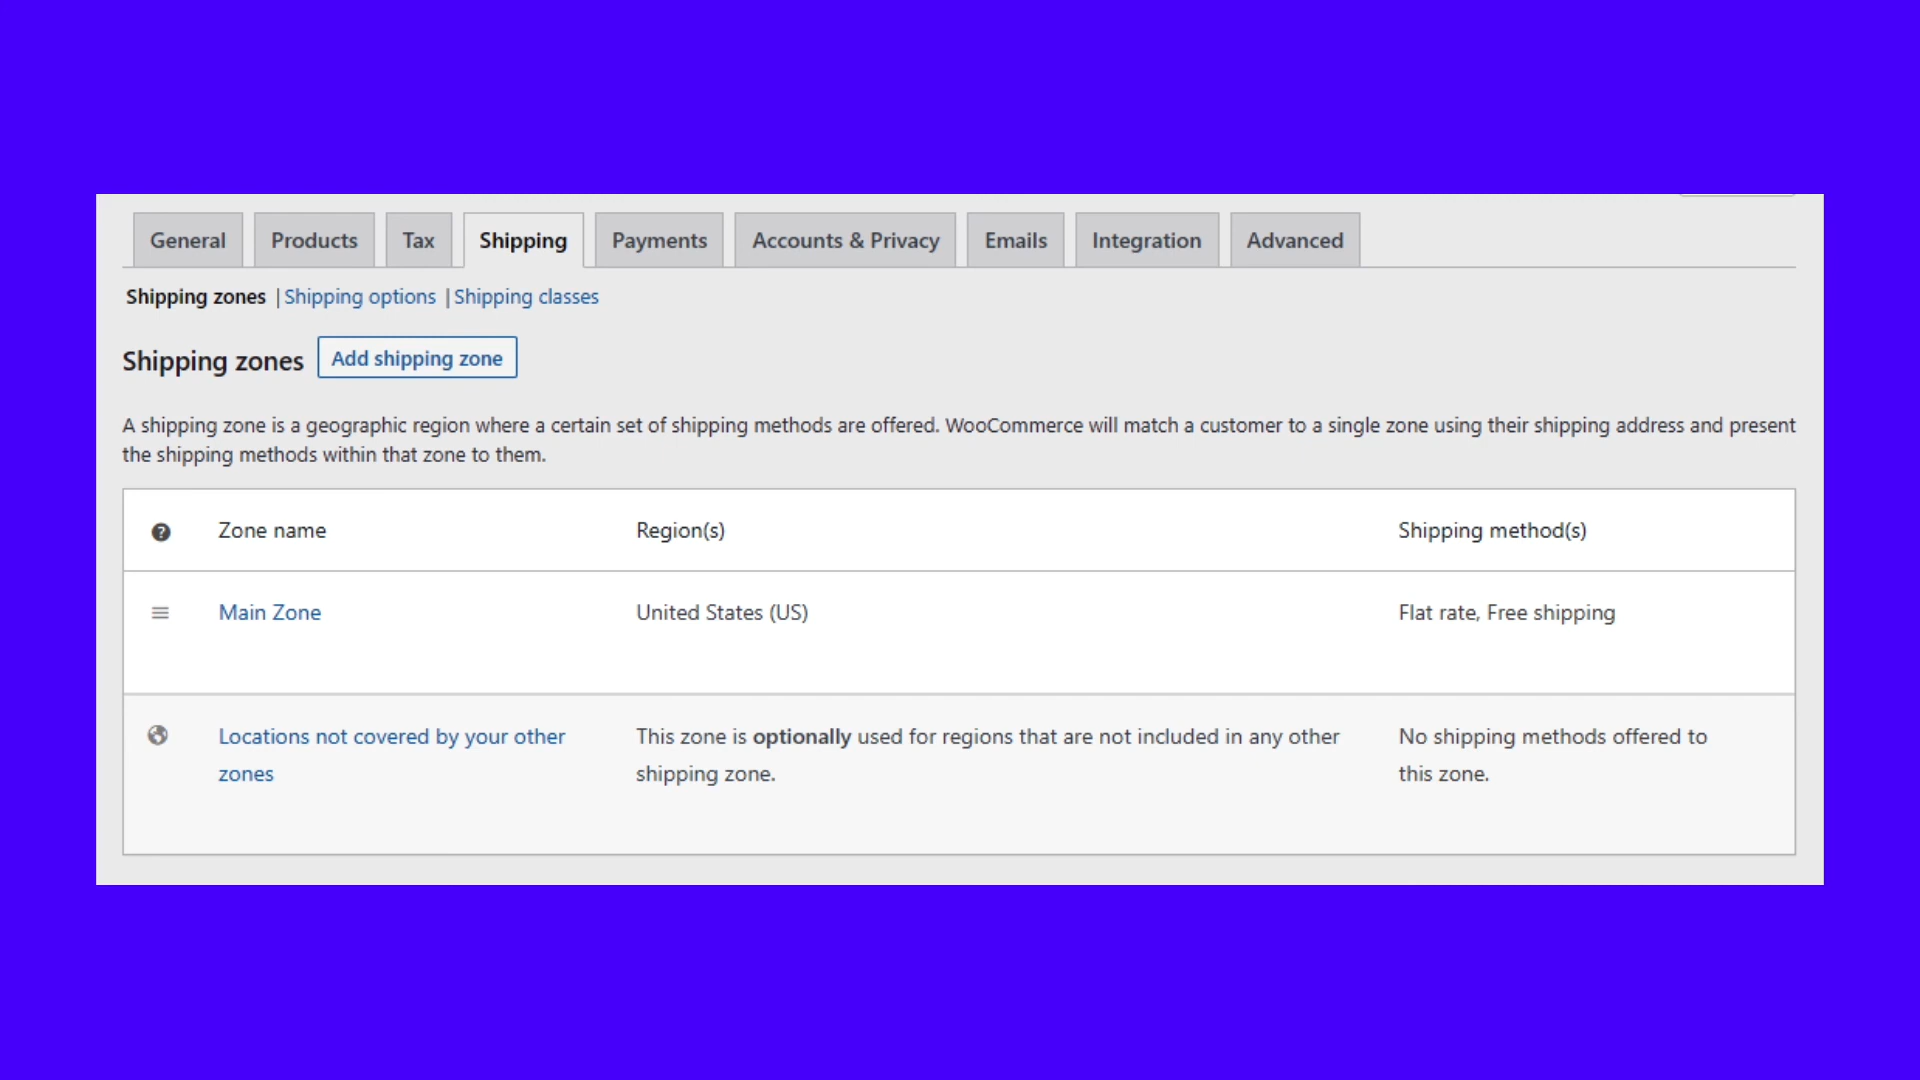 General Products Tax Shipping Payments Accounts & Privacy Emails Integration Advanced
Shipping zones | Shipping options | Shipping classes
Shipping zones Add shipping zone
A shipping zone is a geographic region where a certain set of shipping methods are offered. WooCommerce will match a customer to a single zone using their shipping address and present
the shipping methods within that zone to them.
? Zone name Region(s) Shipping method(s)
Main Zone United States (US) Flat rate, Free shipping
Locations not covered by your other This zone is optionally used for regions that are not included in any other No shipping methods offered to
zones shipping zone. this zone.